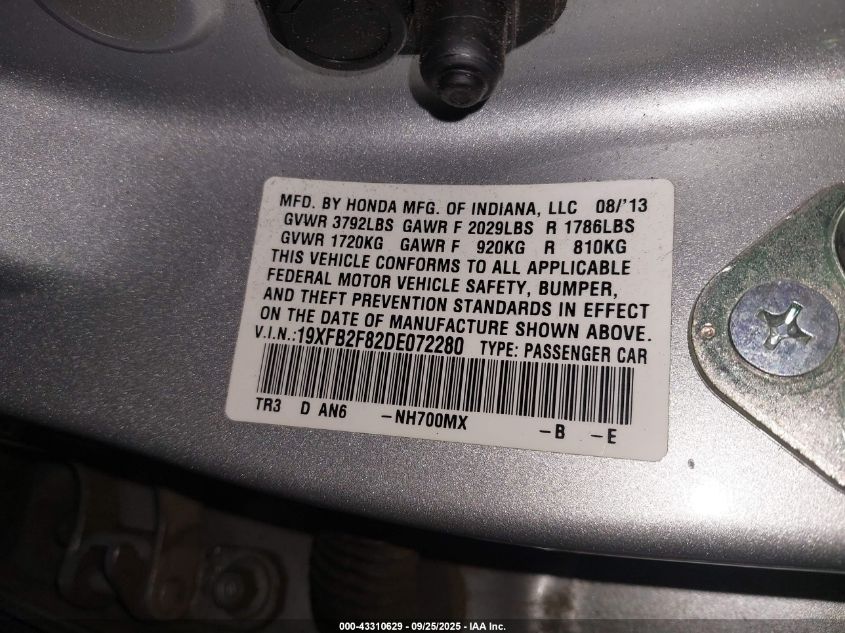 MFD. BY HONDA MFG. OF INDIANA, LLC 08/'13
GVWR 3792LBS GAWR F 2029LBS R 1786LBS
GVWR 1720KG GAWR F 920KG R 810KG
THIS VEHICLE CONFORMS TO ALL APPLICABLE
FEDERAL MOTOR VEHICLE SAFETY, BUMPER,
AND THEFT PREVENTION STANDARDS IN EFFECT
ON THE DATE OF MANUFACTURE SHOWN ABOVE.
V.I.N.:19XFB2F82DE072280 TYPE: PASSENGER CAR
TR3 D AN6 -NH700MX -B -E
000-43310629 - 09/25/2025 - IAA Inc.